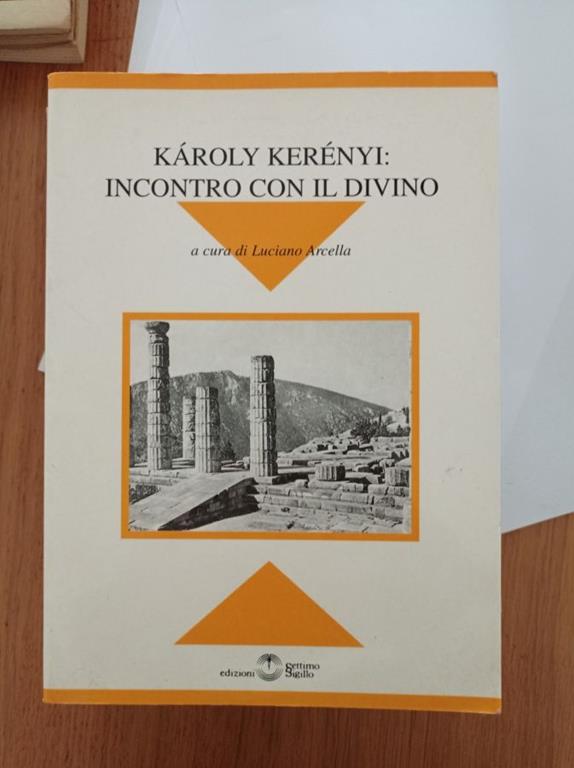 KÁROLY KERÉNYI:
INCONTRO CON IL DIVINO
a cura di Luciano Arcella
edizioni Settimo
Sigillo